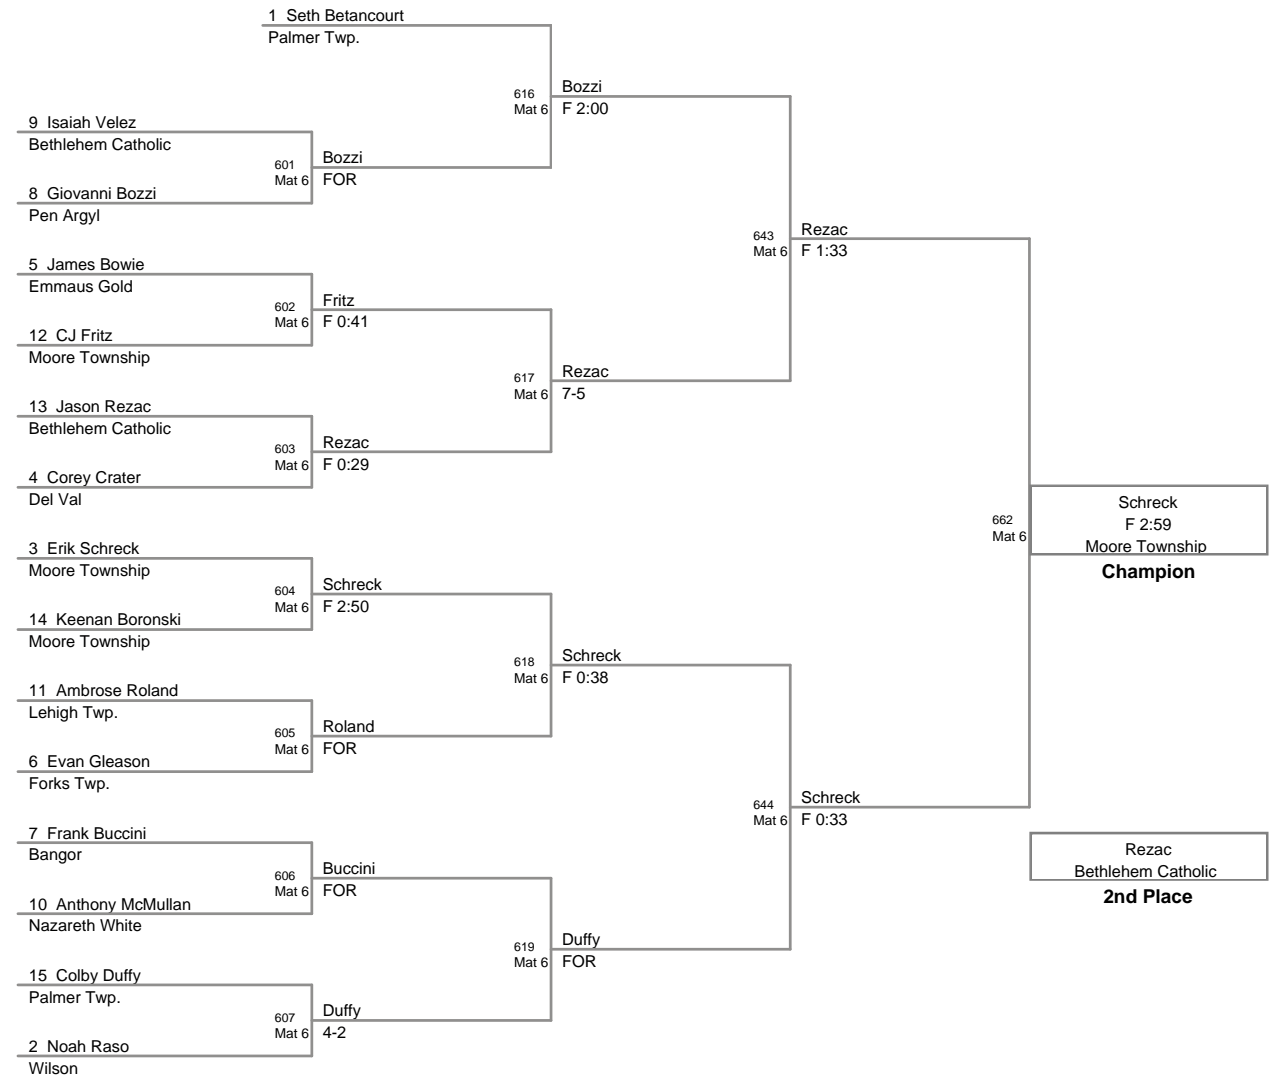 1 Seth Betancourt
Palmer Twp.
616
Mat 6
Bozzi
F 2:00
9 Isaiah Velez
Bethlehem Catholic
601
Mat 6
Bozzi
FOR
8 Giovanni Bozzi
Pen Argyl
643
Mat 6
Rezac
F 1:33
5 James Bowie
Emmaus Gold
602
Mat 6
Fritz
F 0:41
12 CJ Fritz
Moore Township
617
Mat 6
Rezac
7-5
13 Jason Rezac
Bethlehem Catholic
603
Mat 6
Rezac
F 0:29
4 Corey Crater
Del Val
662
Mat 6
Schreck
F 2:59
Moore Township
Champion
3 Erik Schreck
Moore Township
604
Mat 6
Schreck
F 2:50
14 Keenan Boronski
Moore Township
618
Mat 6
Schreck
F 0:38
11 Ambrose Roland
Lehigh Twp.
605
Mat 6
Roland
FOR
6 Evan Gleason
Forks Twp.
644
Mat 6
Schreck
F 0:33
7 Frank Buccini
Bangor
606
Mat 6
Buccini
FOR
Rezac
Bethlehem Catholic
2nd Place
10 Anthony McMullan
Nazareth White
619
Mat 6
Duffy
FOR
15 Colby Duffy
Palmer Twp.
607
Mat 6
Duffy
4-2
2 Noah Raso
Wilson